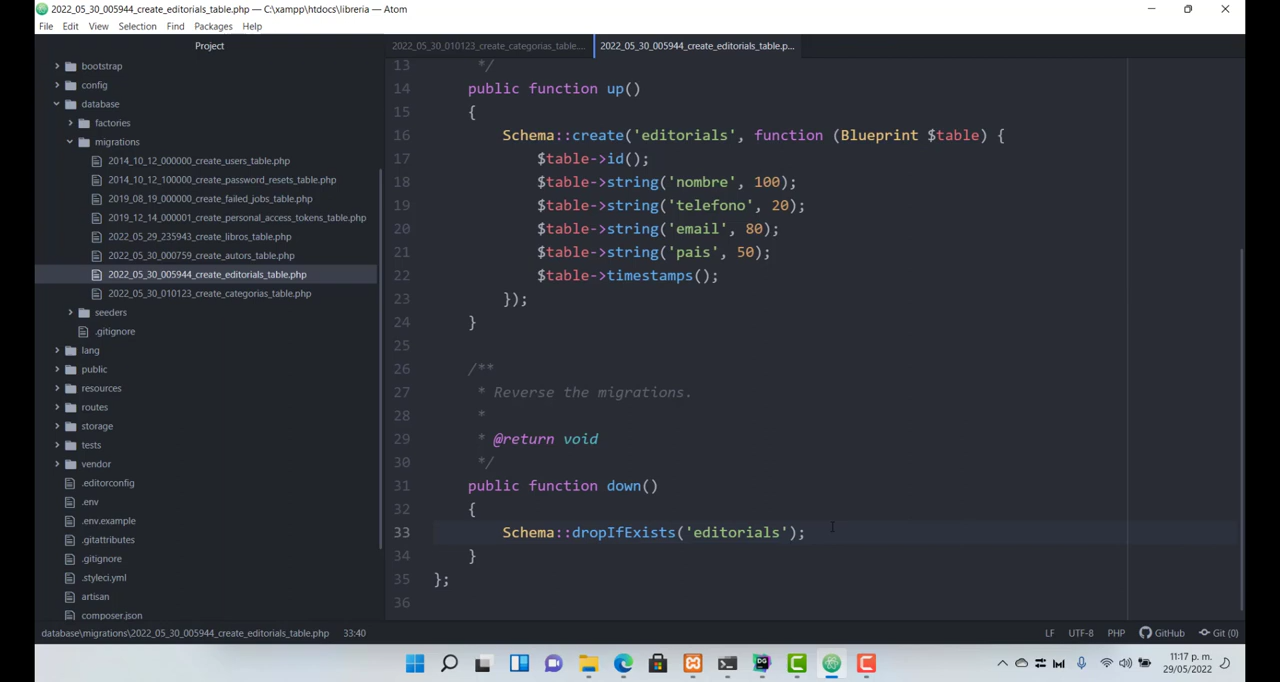 2022_05_30_005944_create_editorials_table.php — C:\xampp\htdocs\libreria — Atom
File Edit View Selection Find Packages Help
Project
bootstrap
config
database
factories
migrations
2014_10_12_000000_create_users_table.php
2014_10_12_100000_create_password_resets_table.php
2019_08_19_000000_create_failed_jobs_table.php
2019_12_14_000001_create_personal_access_tokens_table.php
2022_05_29_235943_create_libros_table.php
2022_05_30_000759_create_autors_table.php
2022_05_30_005944_create_editorials_table.php
2022_05_30_010123_create_categorias_table.php
seeders
.gitignore
lang
public
resources
routes
storage
tests
vendor
.editorconfig
.env
.env.example
.gitattributes
.gitignore
.styleci.yml
artisan
composer.json
2022_05_30_010123_create_categorias_table.... 2022_05_30_005944_create_editorials_table.p...
13 */
14 public function up()
15 {
16 Schema::create('editorials', function (Blueprint $table) {
17 $table->id();
18 $table->string('nombre', 100);
19 $table->string('telefono', 20);
20 $table->string('email', 80);
21 $table->string('pais', 50);
22 $table->timestamps();
23 });
24 }
25
26 /**
27 * Reverse the migrations.
28 *
29 * @return void
30 */
31 public function down()
32 {
33 Schema::dropIfExists('editorials');
34 }
35 };
36
database\migrations\2022_05_30_005944_create_editorials_table.php 33:40 LF UTF-8 PHP GitHub Git (0)
11:17 p. m.
29/05/2022